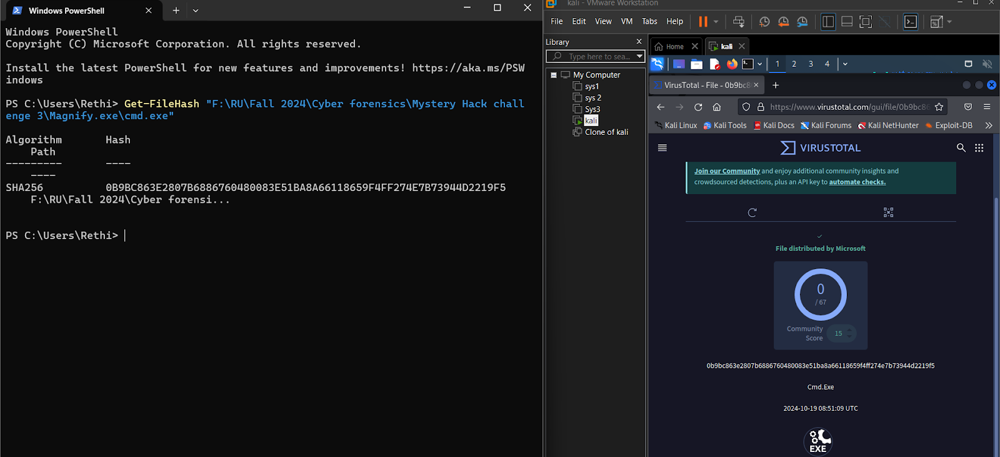 Windows PowerShell
Windows PowerShell
Copyright (C) Microsoft Corporation. All rights reserved.
Install the latest PowerShell for new features and improvements! https://aka.ms/PSW
indows
PS C:\Users\Rethi> Get-FileHash "F:\RU\Fall 2024\Cyber forensics\Mystery Hack chall
enge 3\Magnify.exe\cmd.exe"
Algorithm Hash
Path
--------- ----
----
SHA256 0B9BC863E2807B6886760480083E51BA8A66118659F4FF274E7B73944D2219F5
F:\RU\Fall 2024\Cyber forensi...
PS C:\Users\Rethi>
kali - VMware Workstation
File Edit View VM Tabs Help
Library
Type here to sea...
My Computer
sys1
sys 2
Sys3
kali
Clone of kali
Home kali
1 2 3 4
VirusTotal - File - 0b9bc8
https://www.virustotal.com/gui/file/0b9bc86
Kali Linux Kali Tools Kali Docs Kali Forums Kali NetHunter Exploit-DB
VIRUSTOTAL
Join our Community and enjoy additional community insights and
crowdsourced detections, plus an API key to automate checks.
File distributed by Microsoft
0
/ 67
Community
Score
15
0b9bc863e2807b6886760480083e51ba8a66118659f4ff274e7b73944d2219f5
Cmd.Exe
2024-10-19 08:51:09 UTC
EXE